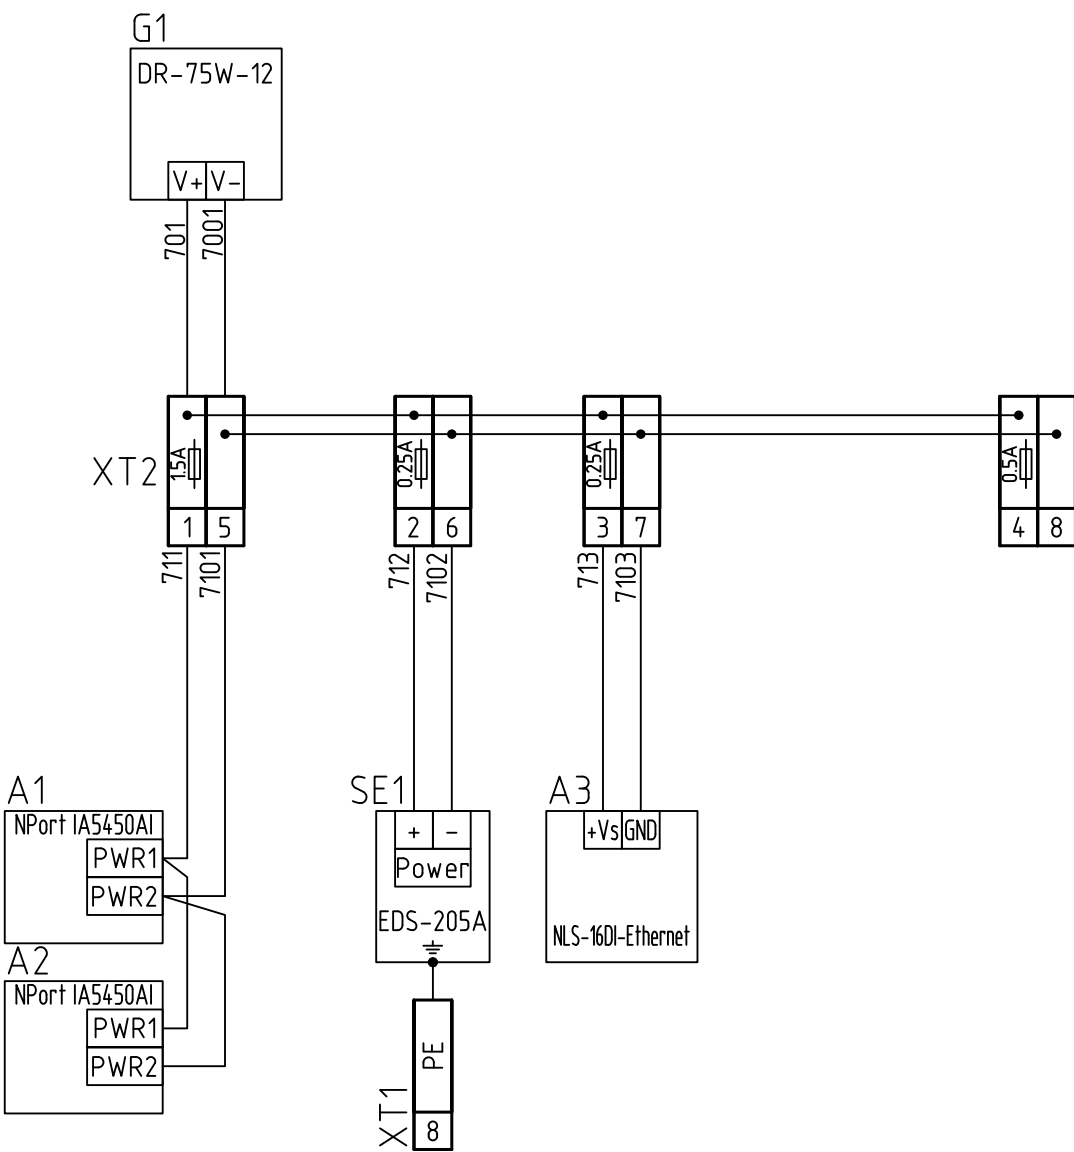 G1
DR-75W-12
V+ V-
701 7001
XT2
1.5A 0.25A 0.25A 0.5A
1 5 2 6 3 7 4 8
711 7101 712 7102 713 7103
A1
NPort IA5450AI
PWR1
PWR2
A2
NPort IA5450AI
PWR1
PWR2
SE1
+ -
Power
EDS-205A
A3
+Vs GND
NLS-16DI-Ethernet
XT1
PE
8